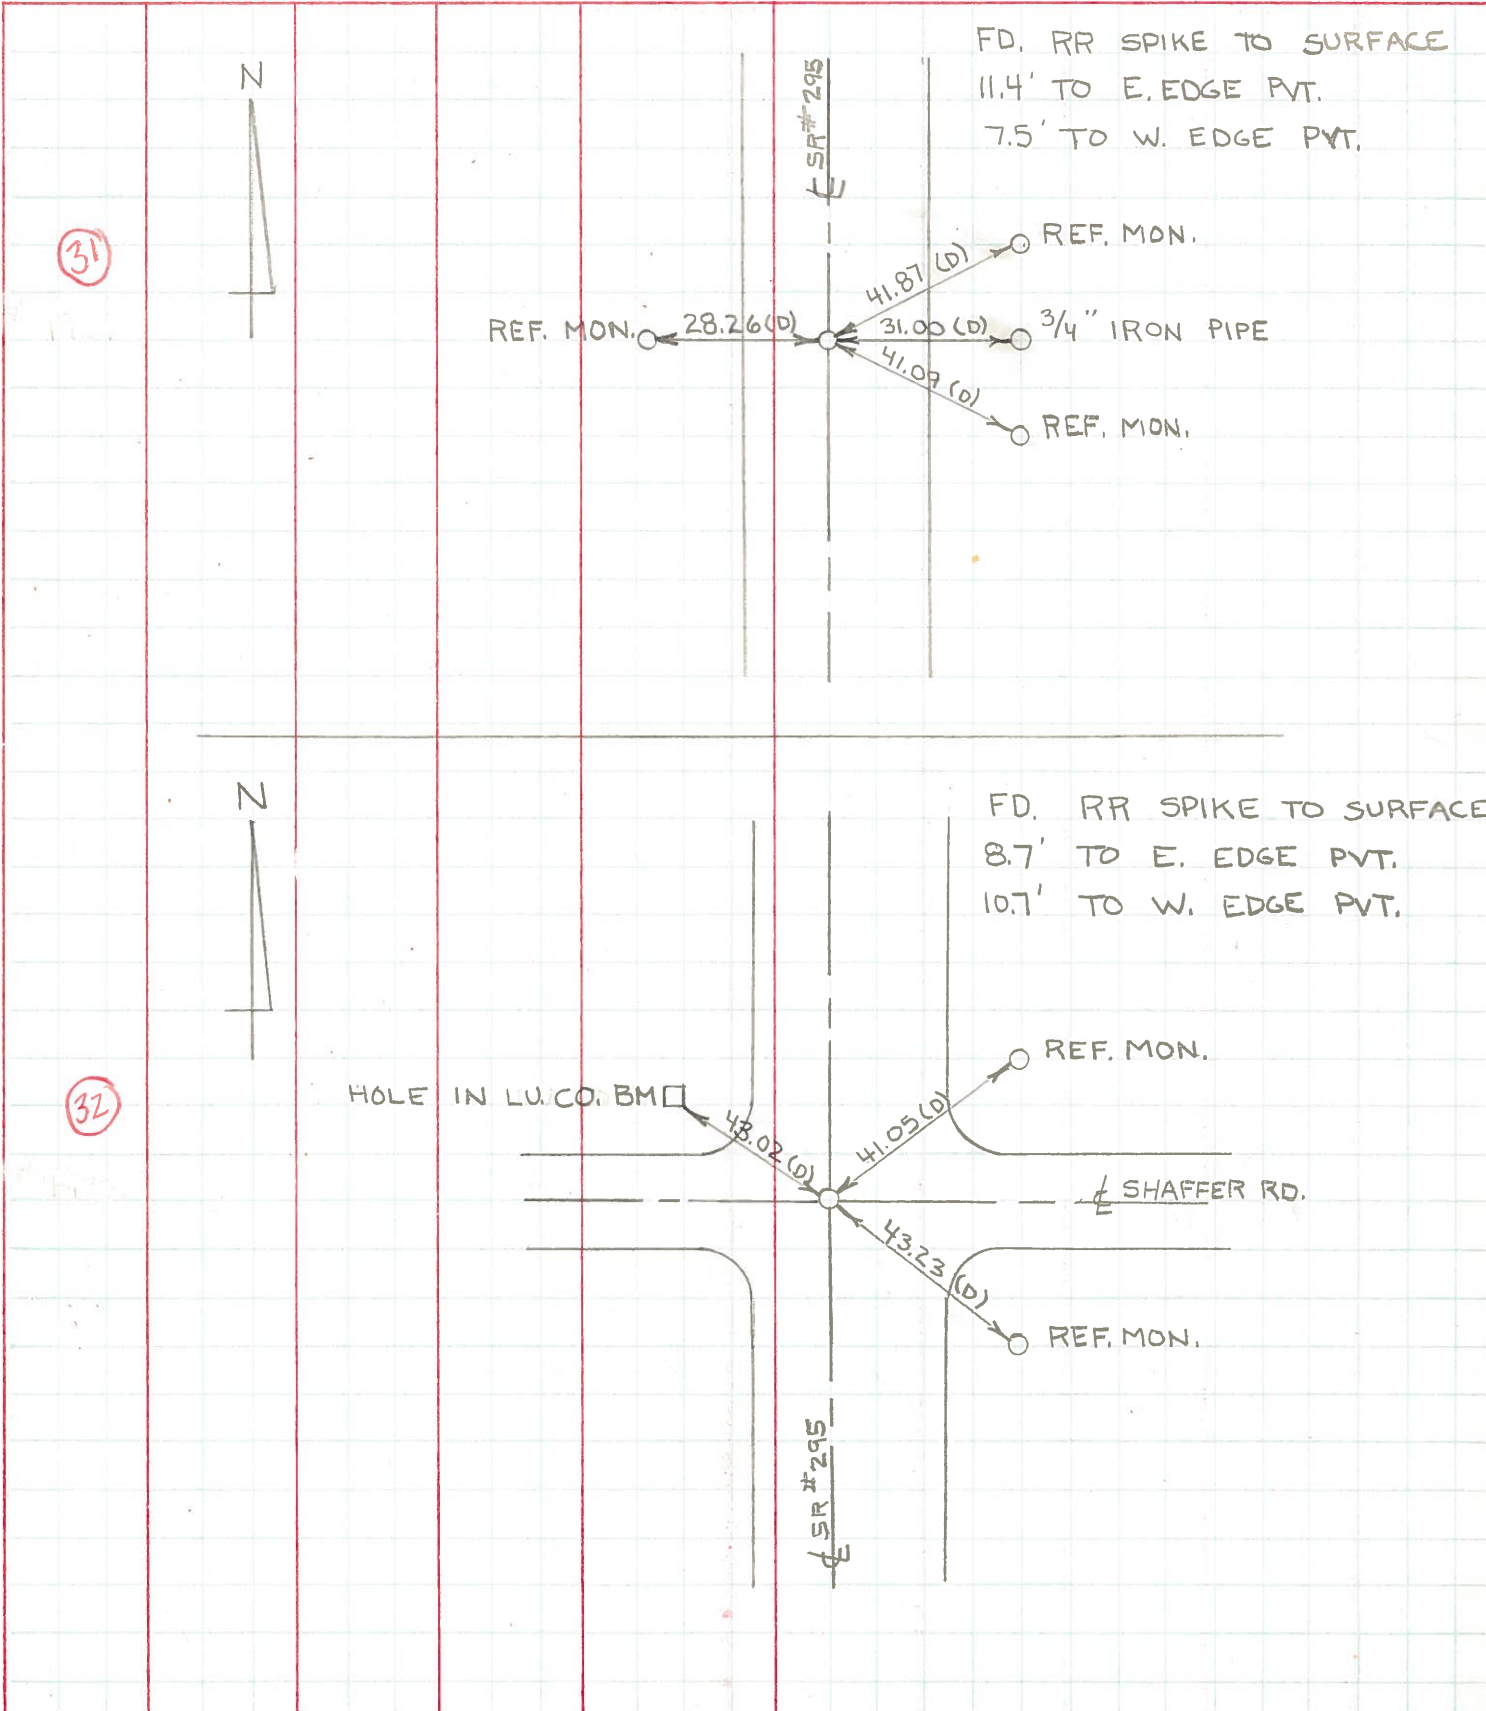 FD. RR SPIKE TO SURFACE
11.4' TO E. EDGE PVT.
7.5' TO W. EDGE PVT.
N
℄ SR#295
31
REF. MON.
41.87 (D)
REF. MON.
28.26 (D)
31.00 (D)
3/4" IRON PIPE
41.09 (D)
REF. MON.
N
FD. RR SPIKE TO SURFACE
8.7' TO E. EDGE PVT.
10.7' TO W. EDGE PVT.
32
REF. MON.
HOLE IN LU. CO. BM
43.02 (D)
41.05 (D)
℄ SHAFFER RD.
43.23 (D)
REF. MON.
℄ SR #295